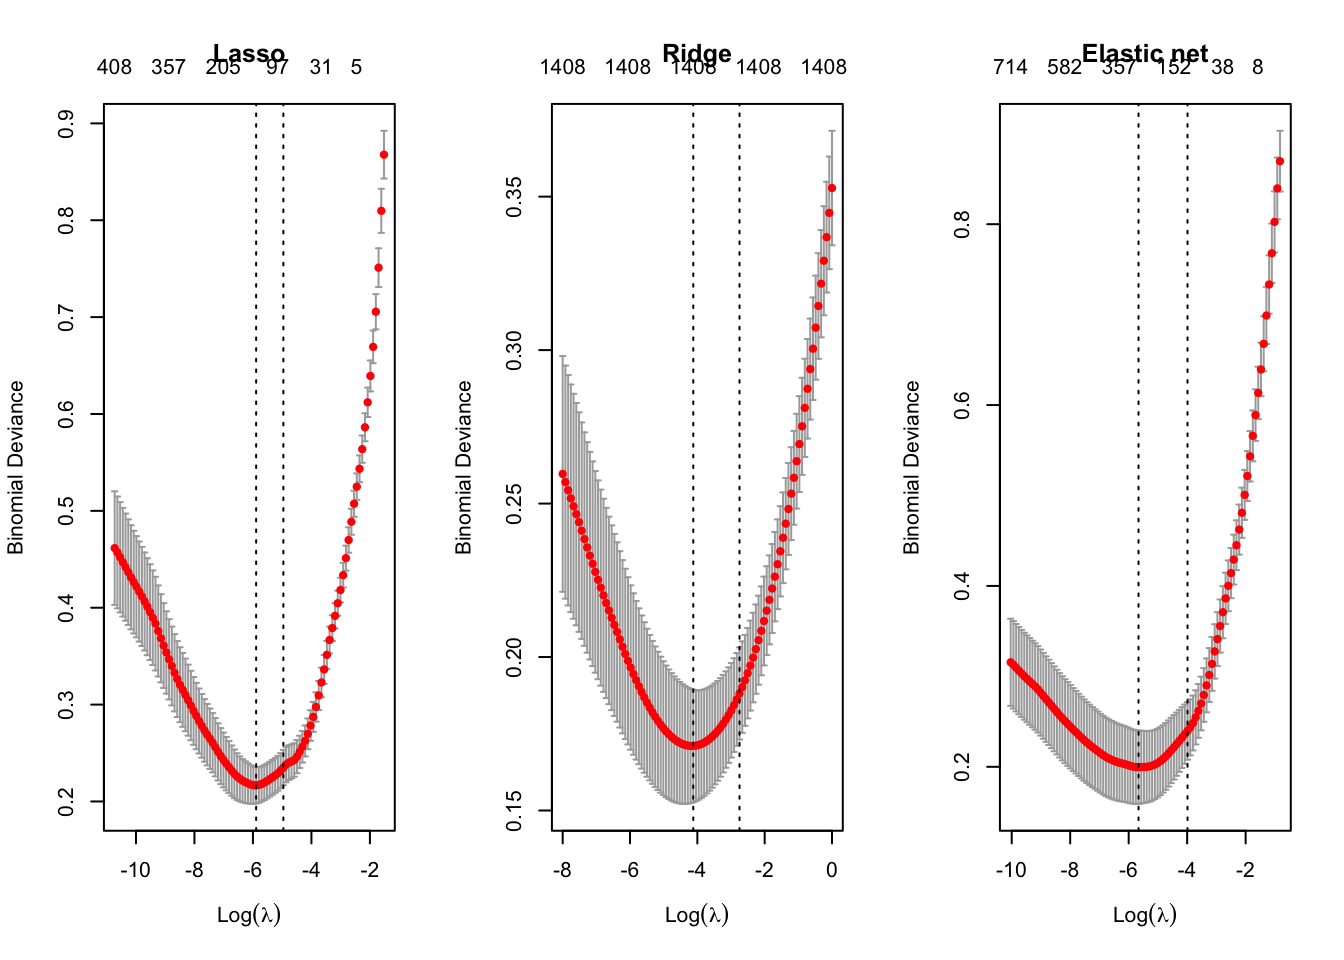 Lasso
408 357 205 97 31 5
0.9
0.8
0.7
0.6
0.5
0.4
0.3
0.2
Binomial Deviance
-10 -8 -6 -4 -2
Log(λ)
Ridge
1408 1408 1408 1408 1408
0.35
0.30
0.25
0.20
0.15
Binomial Deviance
-8 -6 -4 -2 0
Log(λ)
Elastic net
714 582 357 152 38 8
0.8
0.6
0.4
0.2
Binomial Deviance
-10 -8 -6 -4 -2
Log(λ)